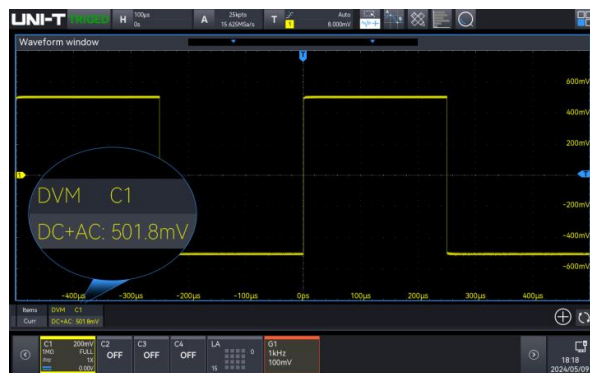 UNI-T TRIGED H 100μs 0s A 25kpts 15.625MSa/s T 1 Auto 6.000mV
Waveform window
T
600mV
400mV
200mV
1
T
DVM C1
DC+AC: 501.8mV
-200mV
-400mV
-600mV
-400μs -300μs -200μs -100μs 0ps 100μs 200μs 300μs 400μs
Items DVM C1
Curr DC+AC: 501.8mV
C1 200mV C2 C3 C4 LA 0 G1
1MΩ FULL OFF OFF OFF 1kHz
1X 100mV
0.00V 15
18:18
2024/05/09